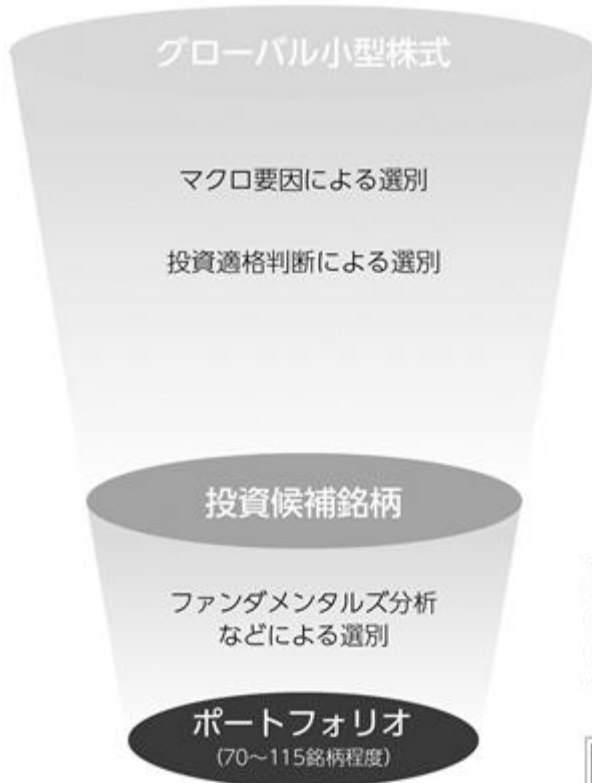 グローバル小型株式
マクロ要因による選別
投資適格判断による選別
投資候補銘柄
ファンダメンタルズ分析
などによる選別
ポートフォリオ
(70～115銘柄程度)